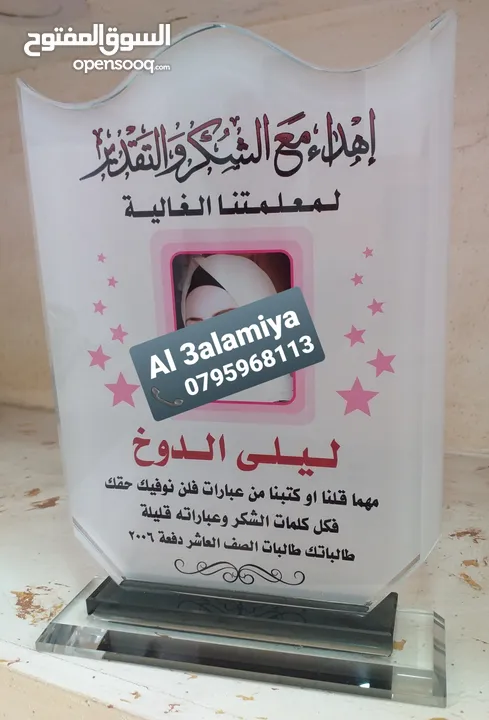 السوق المفتوح
opensooq.com
إهداء مع الشكر والتقدير
لمعلمتنا الغالية
Al 3alamiya
0795968113
ليلى الدوخ
مهما قلنا او كتبنا من عبارات فلن نوفيك حقك
فكل كلمات الشكر وعباراته قليلة
طالباتك طالبات الصف العاشر دفعة ٢٠٠٦